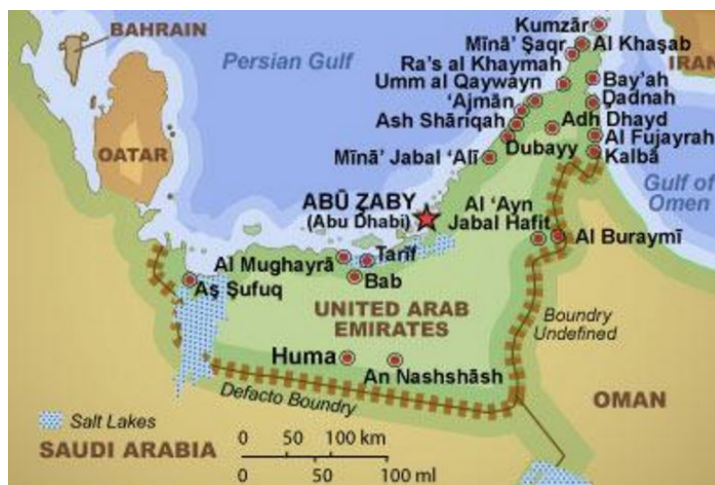 BAHRAIN
Persian Gulf
QATAR
Kumzār
Mīnā' Ṣaqr
Al Khaşab
IRAN
Ra's al Khaymah
Umm al Qaywayn
Bay'ah
'Ajmān
Ḍadnah
Ash Shāriqah
Adh Dhayd
Dubayy
Al Fujayrah
Mīnā' Jabal 'Alī
Kalbā
Gulf of
Omen
ABŪ ẒABY
(Abu Dhabi)
Al 'Ayn
Jabal Hafit
Al Buraymī
Al Mughayrā
Tarīf
Aş Şufuq
Bab
UNITED ARAB
EMIRATES
Boundry
Undefined
Huma
An Nashshāsh
Defacto Boundry
OMAN
Salt Lakes
SAUDI ARABIA
0 50 100 km
0 50 100 ml